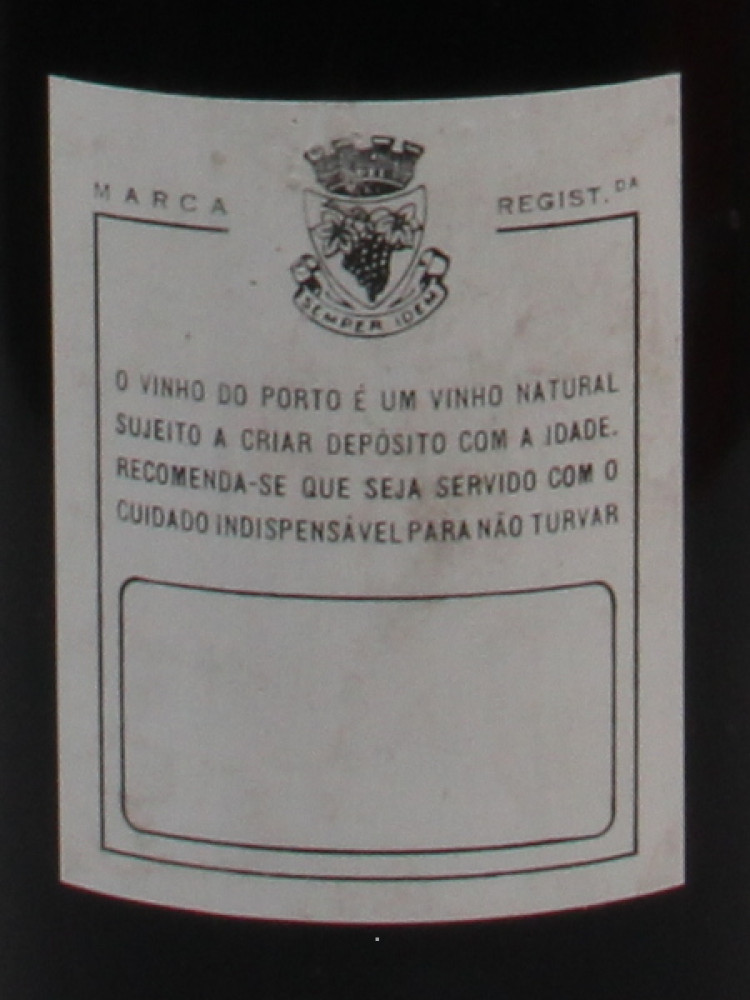 MARCA REGIST.DA
SEMPER IDEM
O VINHO DO PORTO É UM VINHO NATURAL
SUJEITO A CRIAR DEPÓSITO COM A IDADE.
RECOMENDA-SE QUE SEJA SERVIDO COM O
CUIDADO INDISPENSÁVEL PARA NÃO TURVAR